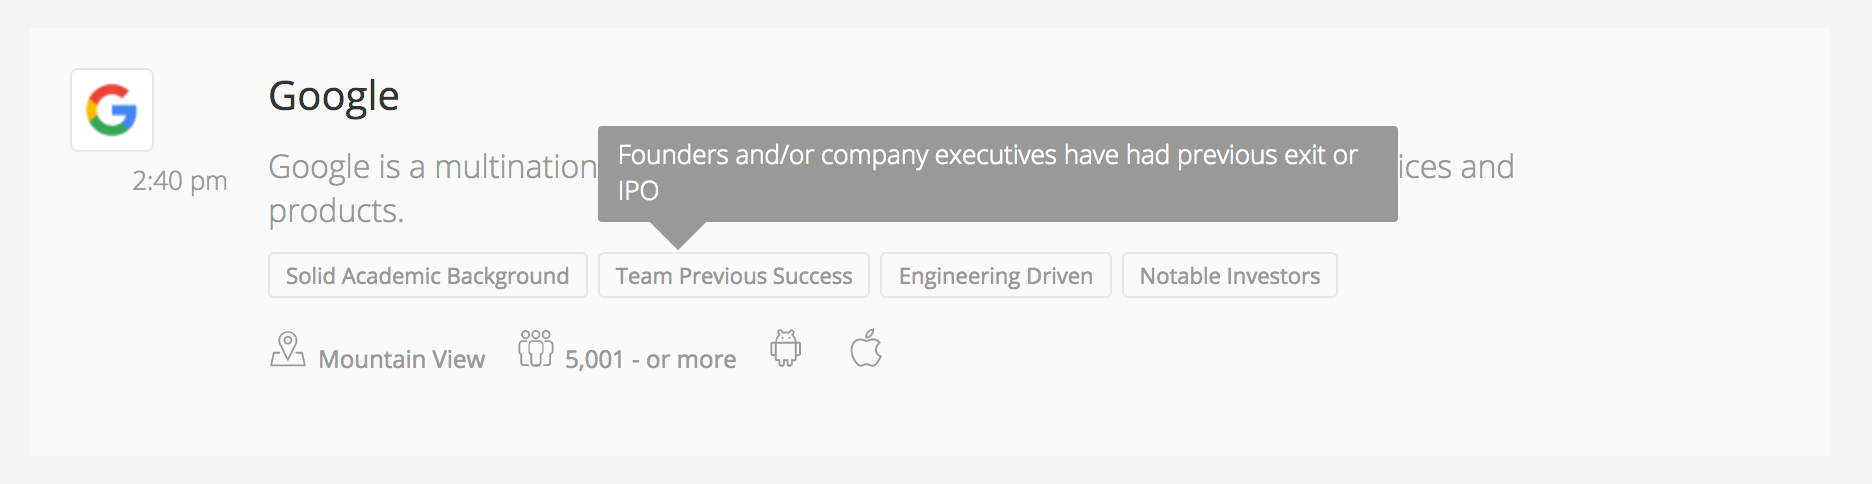 Google
Founders and/or company executives have had previous exit or
IPO
Google is a multination
ices and
products.
2:40 pm
Solid Academic Background
Team Previous Success
Engineering Driven
Notable Investors
Mountain View
5,001 - or more